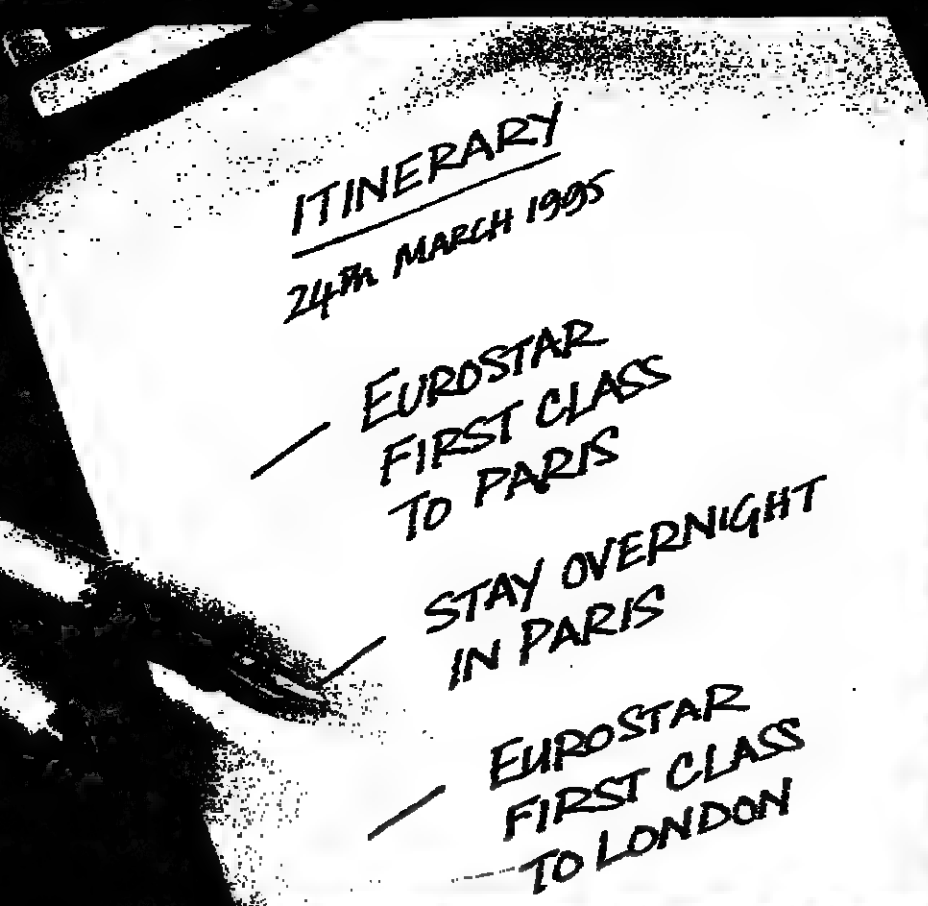 ITINERARY
24th MARCH 1995
— EUROSTAR
FIRST CLASS
TO PARIS
— STAY OVERNIGHT
IN PARIS
— EUROSTAR
FIRST CLASS
TO LONDON